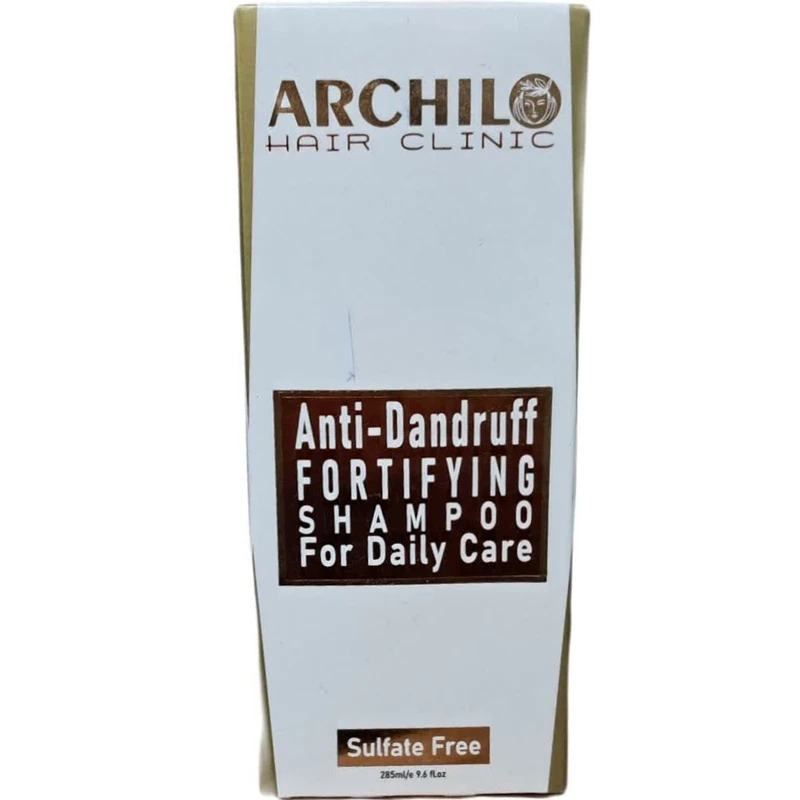 ARCHILO
HAIR CLINIC
Anti-Dandruff
FORTIFYING
SHAMPOO
For Daily Care
Sulfate Free
285ml/e 9.6 fl.oz